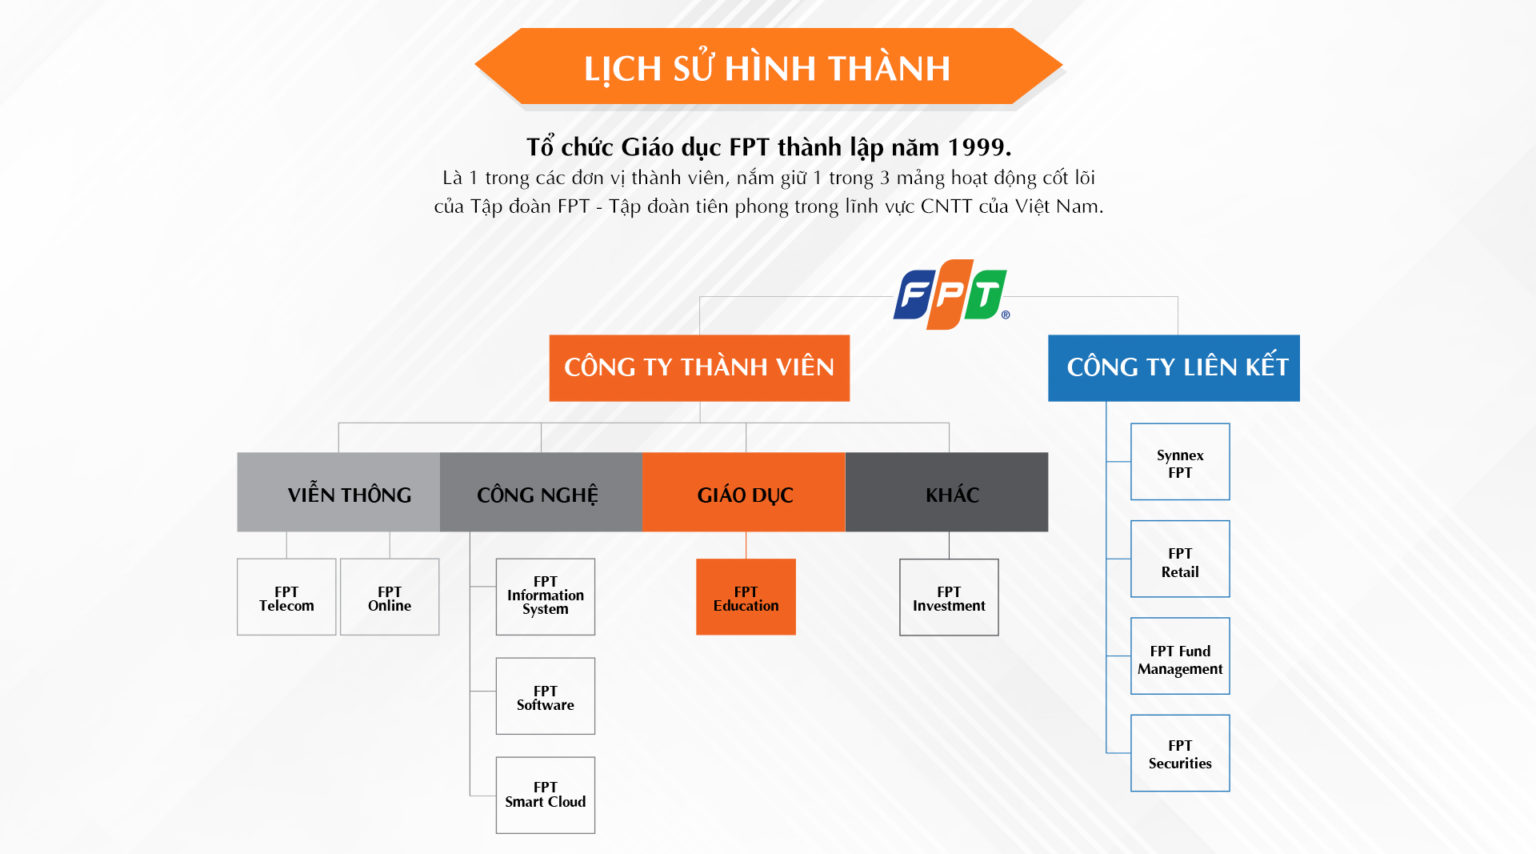 LỊCH SỬ HÌNH THÀNH
Tổ chức Giáo dục FPT thành lập năm 1999.
Là 1 trong các đơn vị thành viên, nắm giữ 1 trong 3 mảng hoạt động cốt lõi
của Tập đoàn FPT - Tập đoàn tiên phong trong lĩnh vực CNTT của Việt Nam.
FPT®
CÔNG TY THÀNH VIÊN
CÔNG TY LIÊN KẾT
VIỄN THÔNG
CÔNG NGHỆ
GIÁO DỤC
KHÁC
FPT
Telecom
FPT
Online
FPT
Information
System
FPT
Software
FPT
Smart Cloud
FPT
Education
FPT
Investment
Synnex
FPT
FPT
Retail
FPT Fund
Management
FPT
Securities